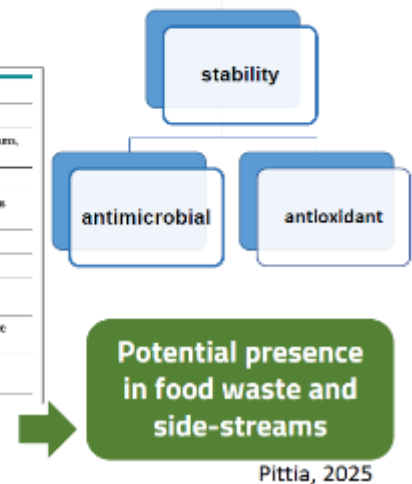 stability
antimicrobial
antioxidant
Potential presence
in food waste and
side-streams
Pittia, 2025